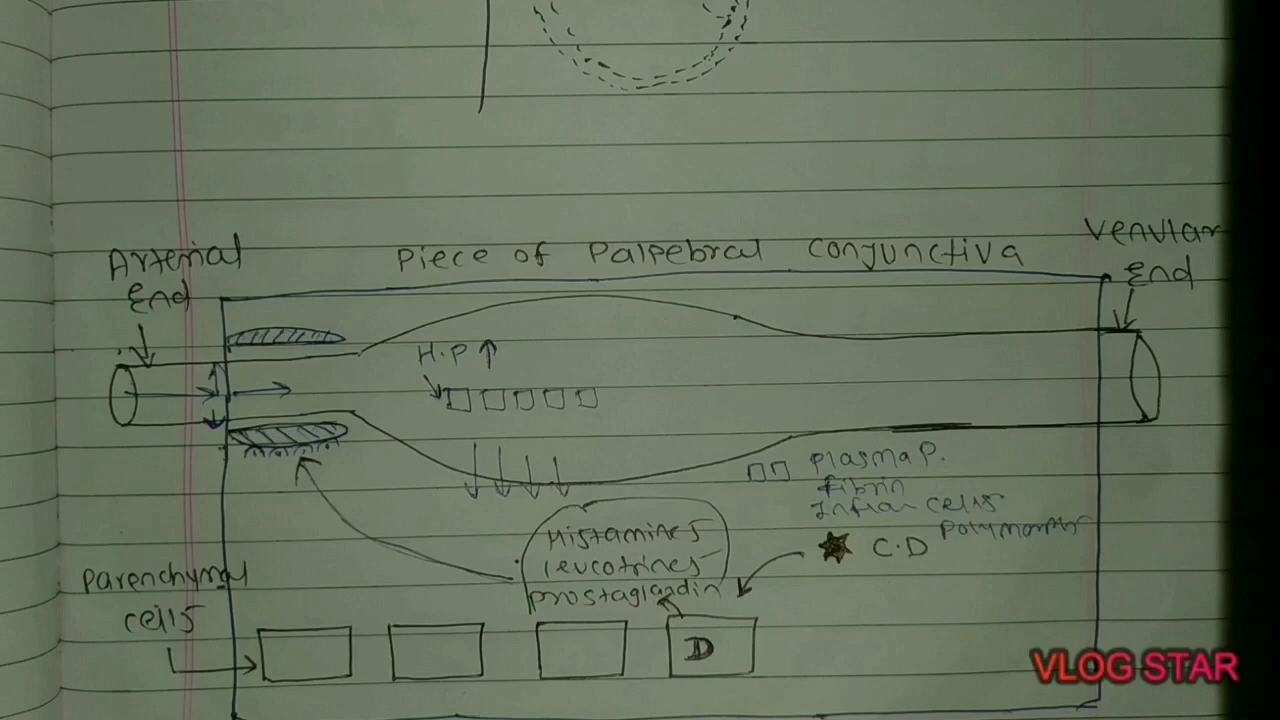 Arterial
End
Piece of Palpebral Conjunctiva
Venular
End
H.P ↑
Plasma P.
Fibrin
Inflam cells
Polymorphs
C.D
Histamines
leucotrines
prostaglandin
Parenchymal
cells
D
VLOG STAR